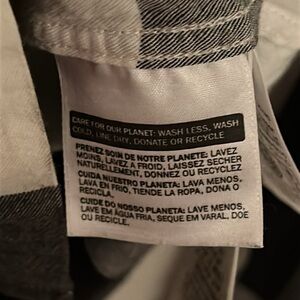 CARE FOR OUR PLANET: WASH LESS, WASH
COLD, LINE DRY, DONATE OR RECYCLE
PRENEZ SOIN DE NOTRE PLANETE: LAVEZ
MOINS, LAVEZ A FROID, LAISSEZ SECHER
NATURELLEMENT, DONNEZ OU RECYCLEZ
CUIDA NUESTRO PLANETA: LAVA MENOS,
LAVA EN FRIO, TIENDE LA ROPA, DONA O
RECICLA
CUIDE DO NOSSO PLANETA: LAVE MENOS,
LAVE EM ÁGUA FRIA, SEQUE EM VARAL, DOE
OU RECICLE.